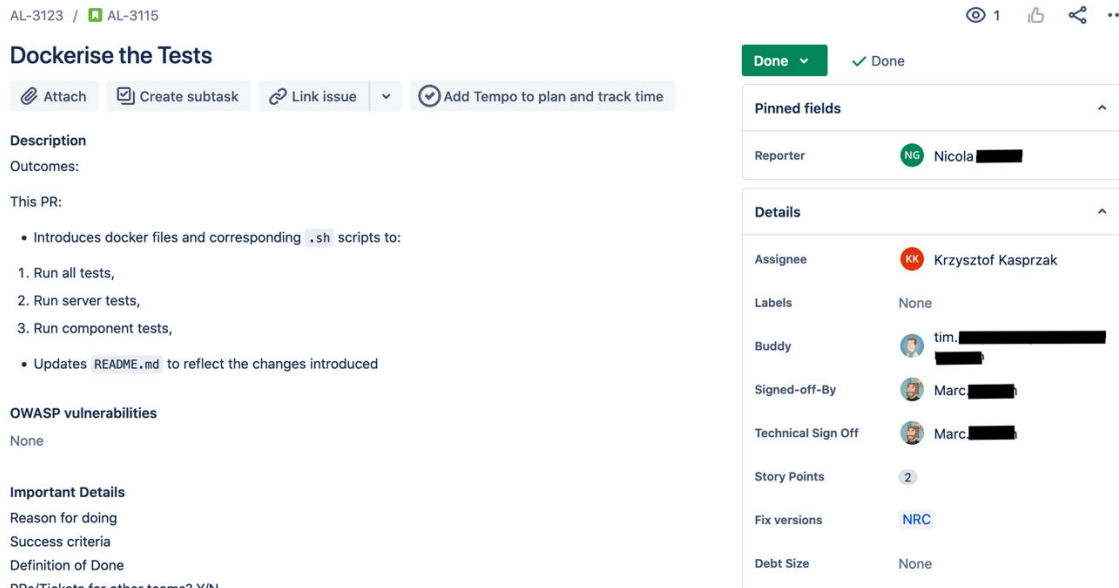 AL-3123 / AL-3115
1
Dockerise the Tests
Attach
Create subtask
Link issue
Add Tempo to plan and track time
Description
Outcomes:
This PR:
• Introduces docker files and corresponding .sh scripts to:
1. Run all tests,
2. Run server tests,
3. Run component tests,
• Updates README.md to reflect the changes introduced
OWASP vulnerabilities
None
Important Details
Reason for doing
Success criteria
Definition of Done
PRs/Tickets for other teams? Y/N
Done
Done
Pinned fields
Reporter NG Nicola
Details
Assignee KK Krzysztof Kasprzak
Labels None
Buddy tim.
Signed-off-By Marc.
Technical Sign Off Marc.
Story Points 2
Fix versions NRC
Debt Size None